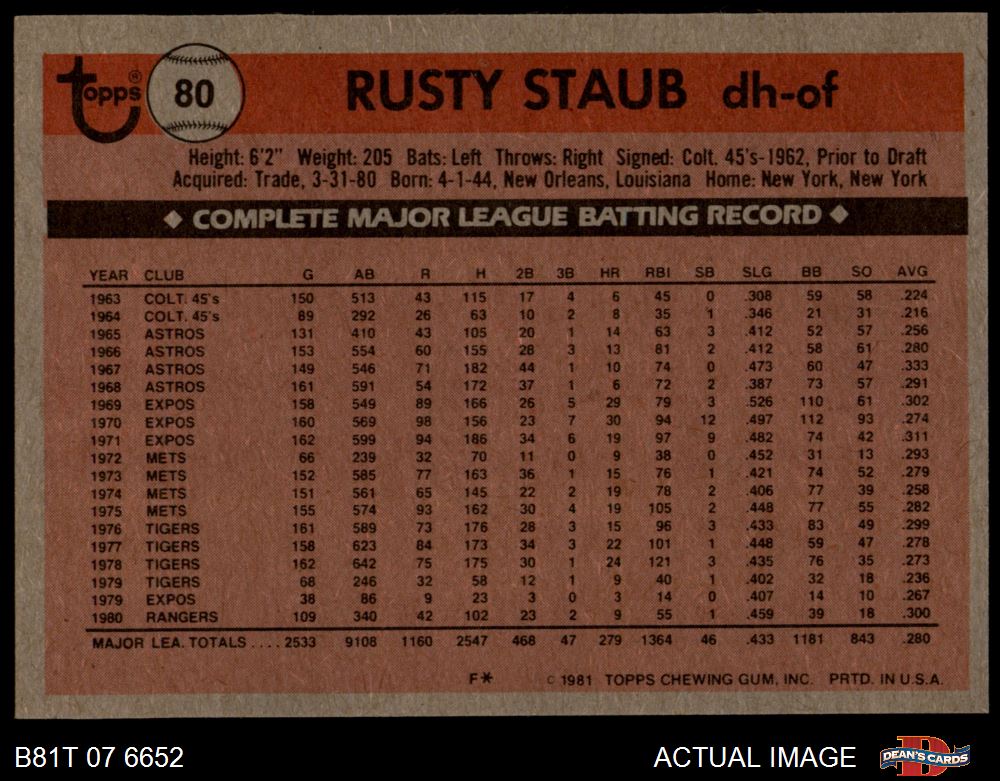 topps® 80 RUSTY STAUB dh-of
Height: 6'2" Weight: 205 Bats: Left Throws: Right Signed: Colt. 45's-1962, Prior to Draft
Acquired: Trade, 3-31-80 Born: 4-1-44, New Orleans, Louisiana Home: New York, New York
◆ COMPLETE MAJOR LEAGUE BATTING RECORD ◆
YEAR CLUB G AB R H 2B 3B HR RBI SB SLG BB SO AVG
1963 COLT. 45's 150 513 43 115 17 4 6 45 0 .308 59 58 .224
1964 COLT. 45's 89 292 26 63 10 2 8 35 1 .346 21 31 .216
1965 ASTROS 131 410 43 105 20 1 14 63 3 .412 52 57 .256
1966 ASTROS 153 554 60 155 28 3 13 81 2 .412 58 61 .280
1967 ASTROS 149 546 71 182 44 1 10 74 0 .473 60 47 .333
1968 ASTROS 161 591 54 172 37 1 6 72 2 .387 73 57 .291
1969 EXPOS 158 549 89 166 26 5 29 79 3 .526 110 61 .302
1970 EXPOS 160 569 98 156 23 7 30 94 12 .497 112 93 .274
1971 EXPOS 162 599 94 186 34 6 19 97 9 .482 74 42 .311
1972 METS 66 239 32 70 11 0 9 38 0 .452 31 13 .293
1973 METS 152 585 77 163 36 1 15 76 1 .421 74 52 .279
1974 METS 151 561 65 145 22 2 19 78 2 .406 77 39 .258
1975 METS 155 574 93 162 30 4 19 105 2 .448 77 55 .282
1976 TIGERS 161 589 73 176 28 3 15 96 3 .433 83 49 .299
1977 TIGERS 158 623 84 173 34 3 22 101 1 .448 59 47 .278
1978 TIGERS 162 642 75 175 30 1 24 121 3 .435 76 35 .273
1979 TIGERS 68 246 32 58 12 1 9 40 1 .402 32 18 .236
1979 EXPOS 38 86 9 23 3 0 3 14 0 .407 14 10 .267
1980 RANGERS 109 340 42 102 23 2 9 55 1 .459 39 18 .300
MAJOR LEA. TOTALS .... 2533 9108 1160 2547 468 47 279 1364 46 .433 1181 843 .280
F* © 1981 TOPPS CHEWING GUM, INC. PRTD. IN U.S.A.
B81T 07 6652 ACTUAL IMAGE DEAN'S CARDS